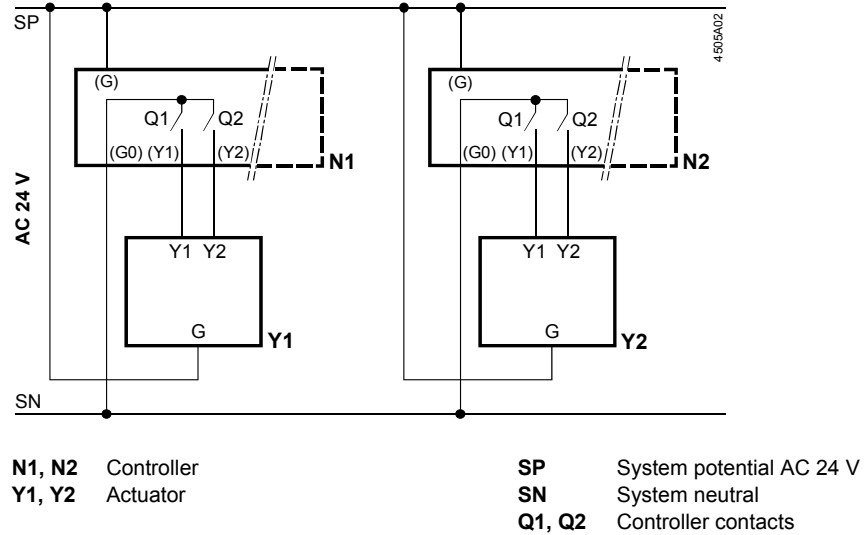 SP
4505A02
(G)
(G)
Q1
Q2
Q1
Q2
(G0) (Y1)
(Y2)
N1
(G0) (Y1)
(Y2)
N2
AC 24 V
Y1 Y2
Y1 Y2
G
Y1
G
Y2
SN
N1, N2 Controller
Y1, Y2 Actuator
SP System potential AC 24 V
SN System neutral
Q1, Q2 Controller contacts